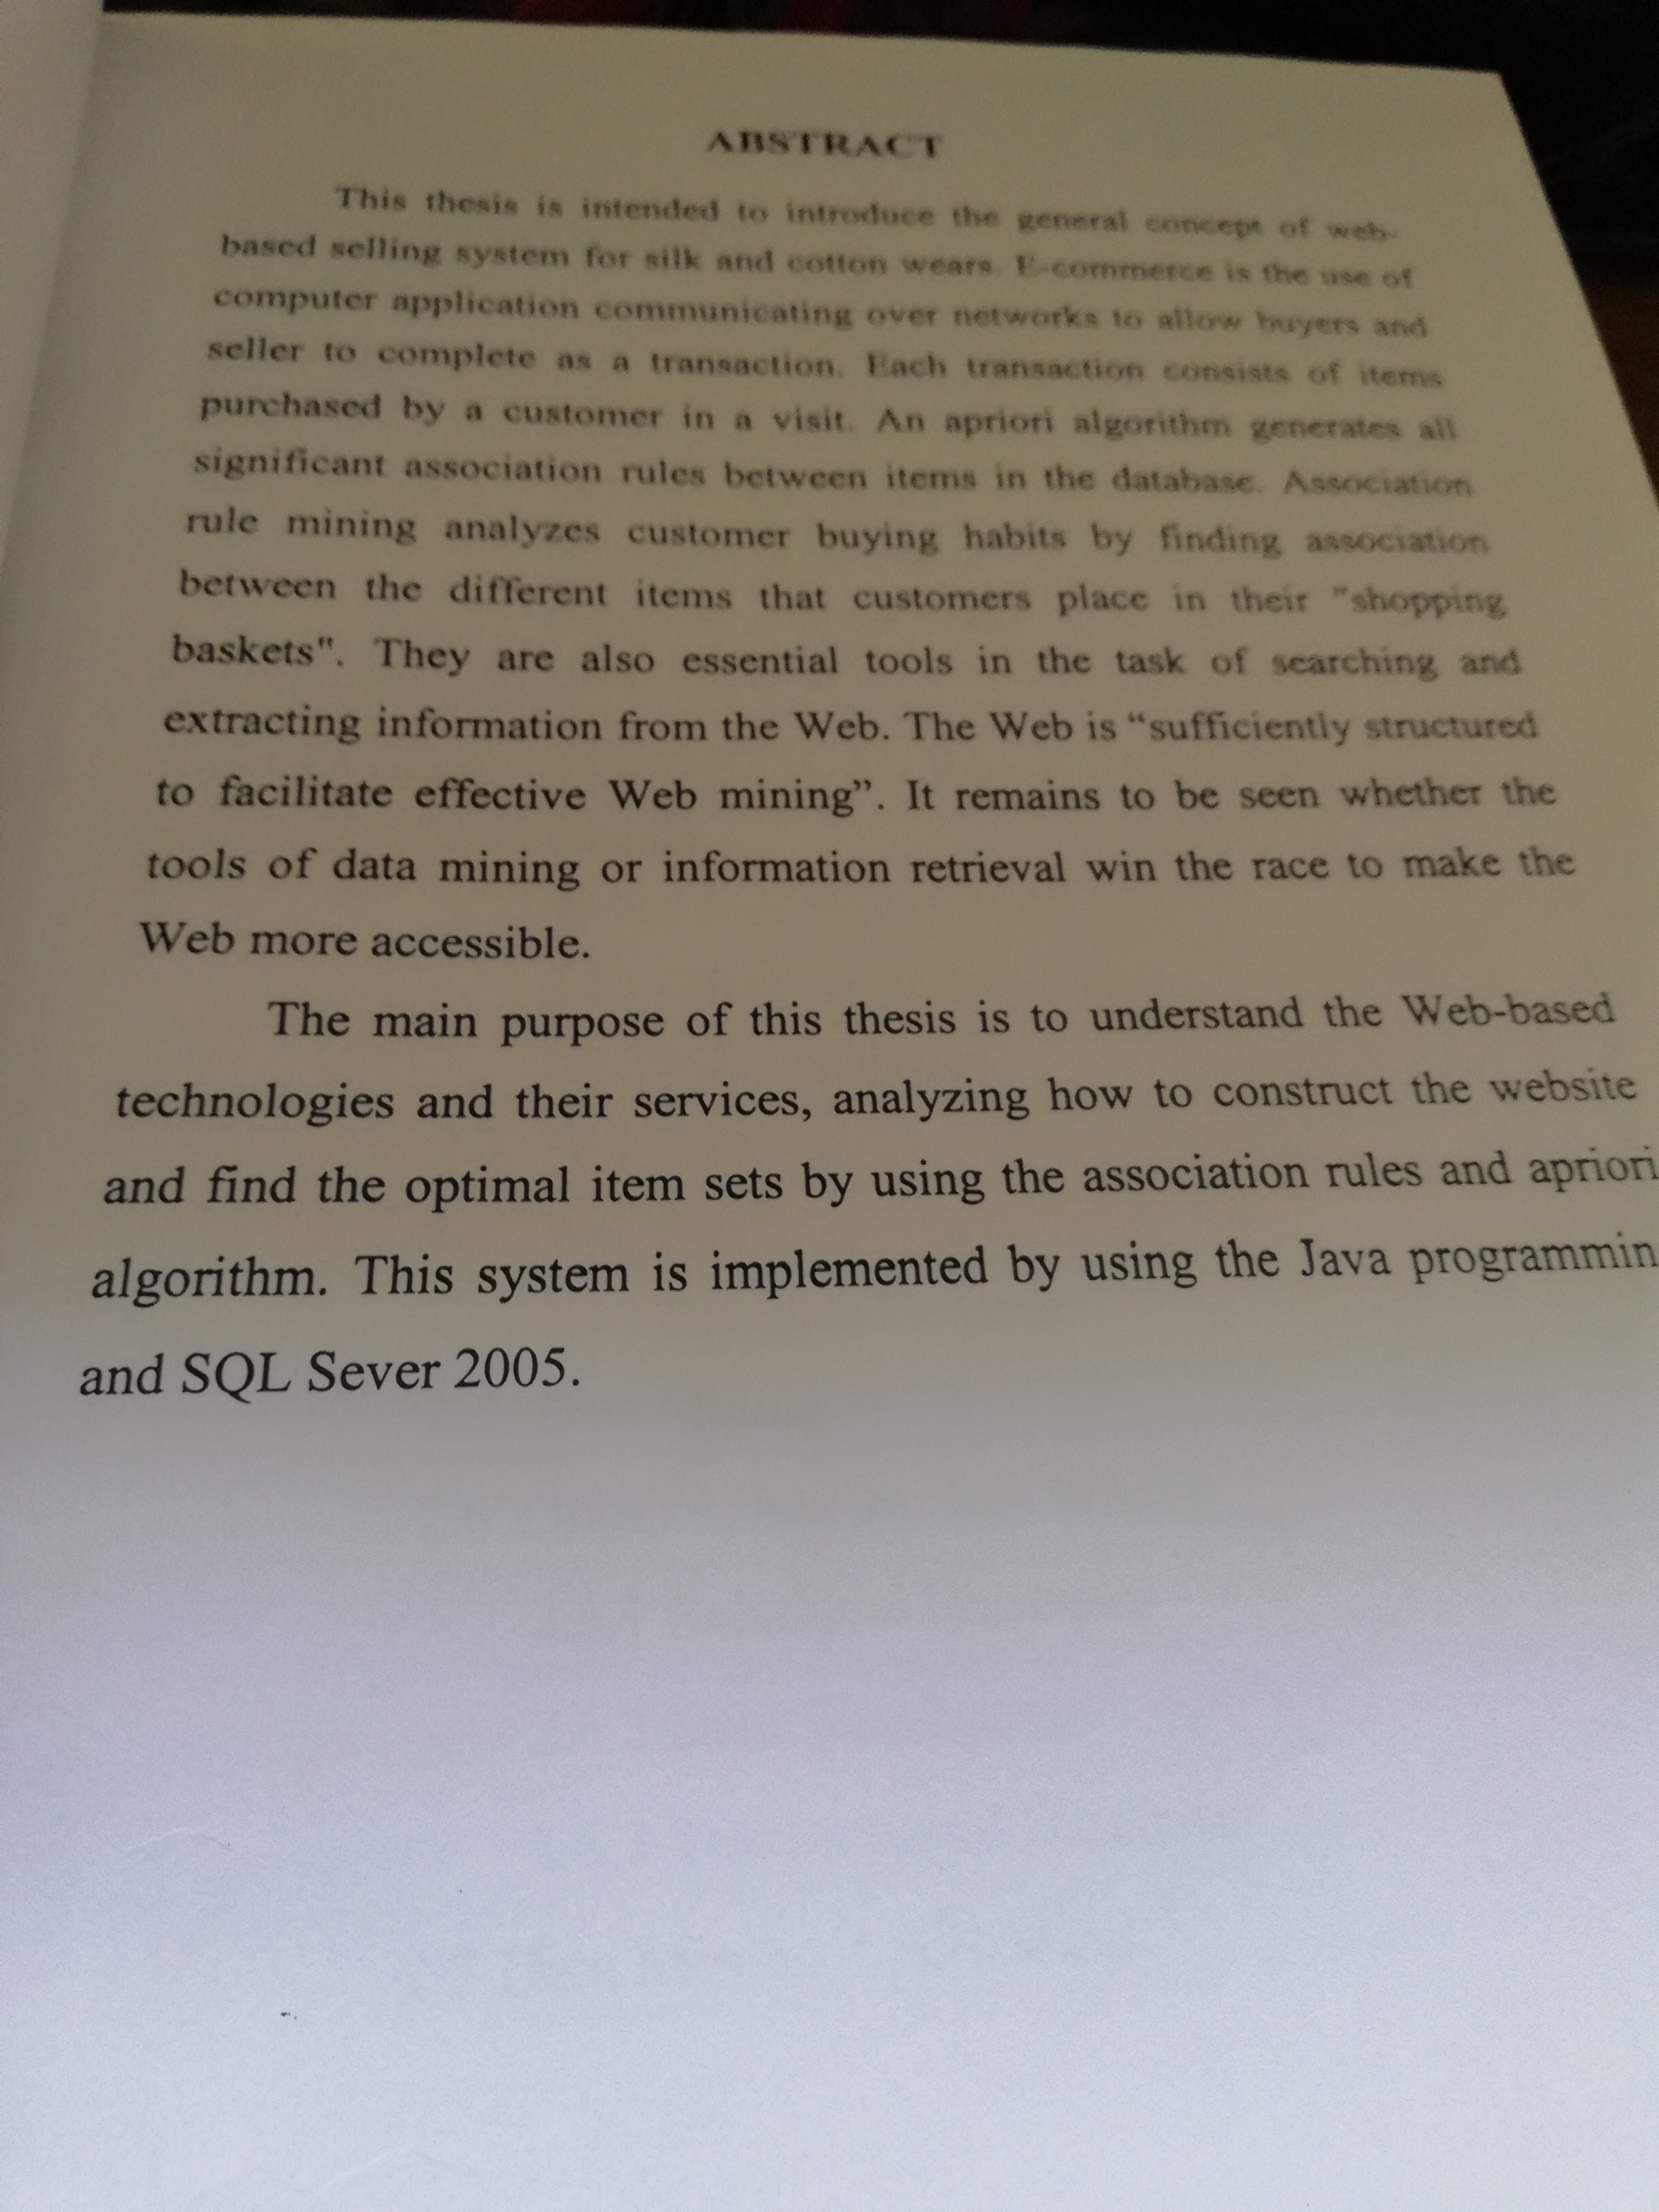 ABSTRACT
This thesis is intended to introduce the general concept of web-
based selling system for silk and cotton wears. E-commerce is the use of
computer application communicating over networks to allow buyers and
seller to complete as a transaction. Each transaction consists of items
purchased by a customer in a visit. An apriori algorithm generates all
significant association rules between items in the database. Association
rule mining analyzes customer buying habits by finding association
between the different items that customers place in their "shopping
baskets". They are also essential tools in the task of searching and
extracting information from the Web. The Web is “sufficiently structured
to facilitate effective Web mining”. It remains to be seen whether the
tools of data mining or information retrieval win the race to make the
Web more accessible.
The main purpose of this thesis is to understand the Web-based
technologies and their services, analyzing how to construct the website
and find the optimal item sets by using the association rules and apriori
algorithm. This system is implemented by using the Java programmin
and SQL Sever 2005.